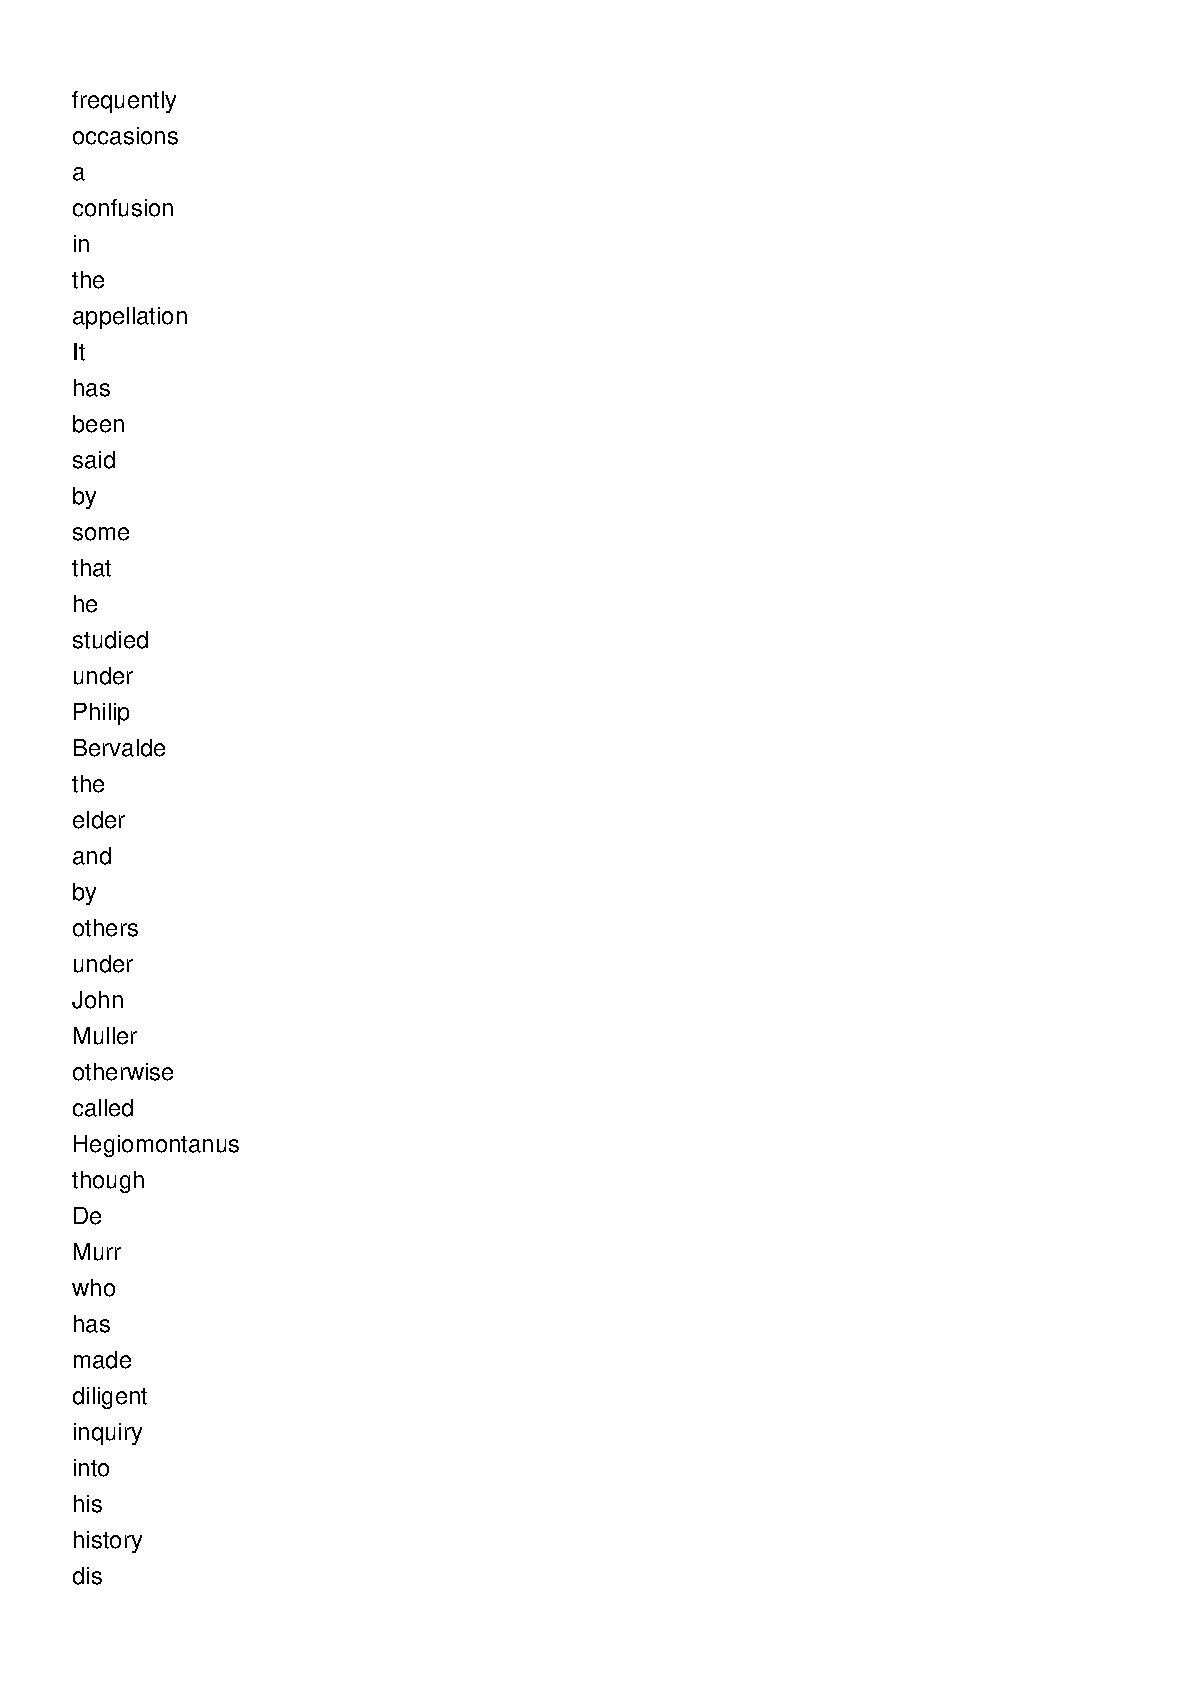 frequently
occasions
a
confusion
in
the
appellation
It
has
been
said
by
some
that
he
studied
under
Philip
Bervalde
the
elder
and
by
others
under
John
Muller
otherwise
called
Hegiomontanus
though
De
Murr
who
has
made
diligent
inquiry
into
his
history
dis